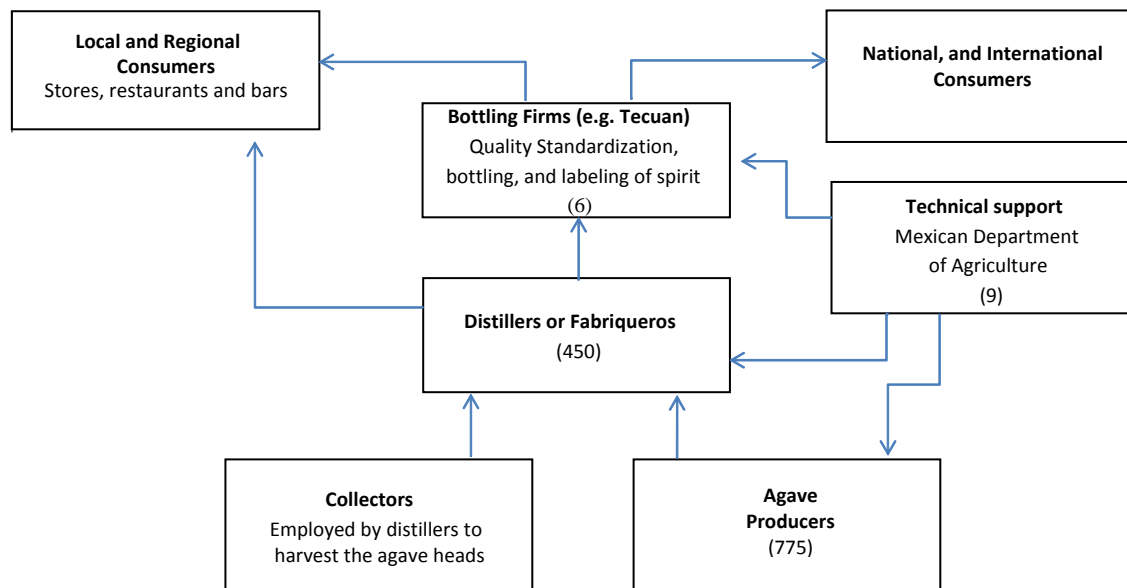 Local and Regional
Consumers
Stores, restaurants and bars
National, and International
Consumers
Bottling Firms (e.g. Tecuan)
Quality Standardization,
bottling, and labeling of spirit
(6)
Technical support
Mexican Department
of Agriculture
(9)
Distillers or Fabriqueros
(450)
Collectors
Employed by distillers to
harvest the agave heads
Agave
Producers
(775)